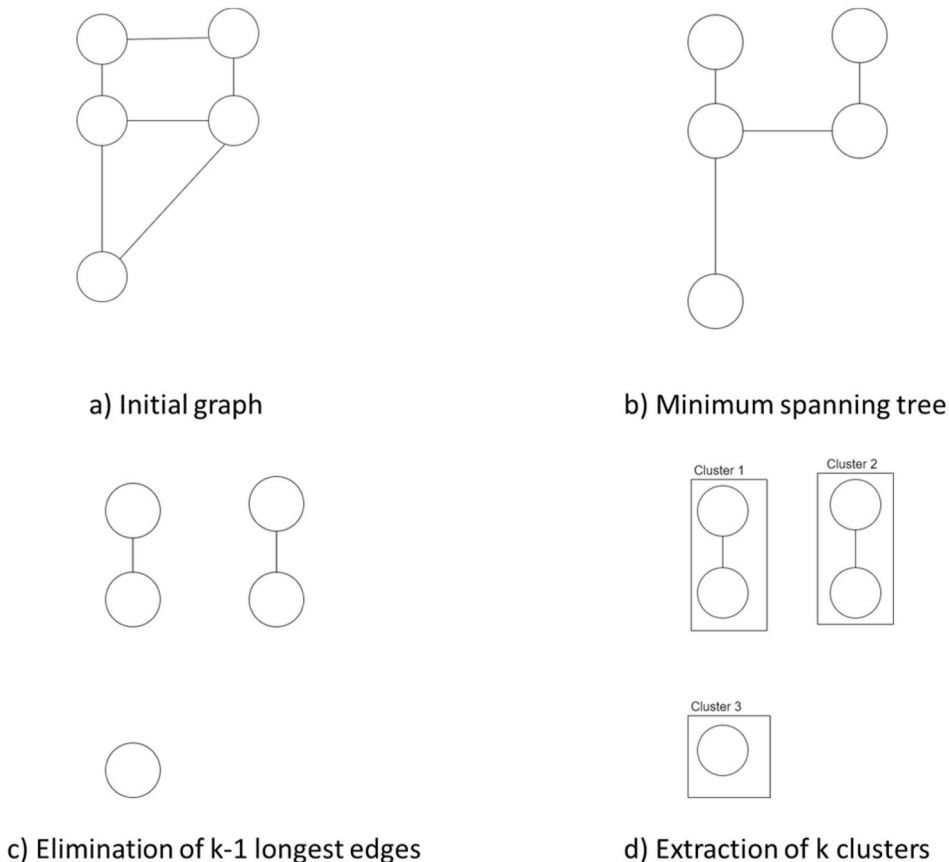 a) Initial graph
b) Minimum spanning tree
Cluster 1
Cluster 2
Cluster 3
c) Elimination of k-1 longest edges
d) Extraction of k clusters